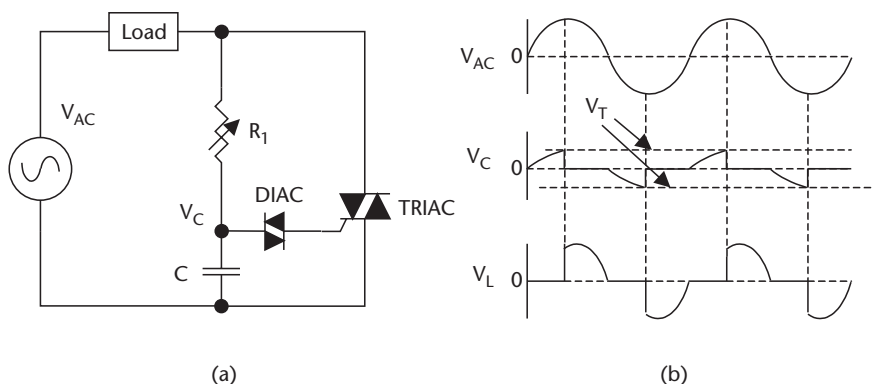 Load
V_AC
R_1
DIAC
V_C
TRIAC
C
(a)
V_AC 0
V_T
V_C 0
V_L 0
(b)